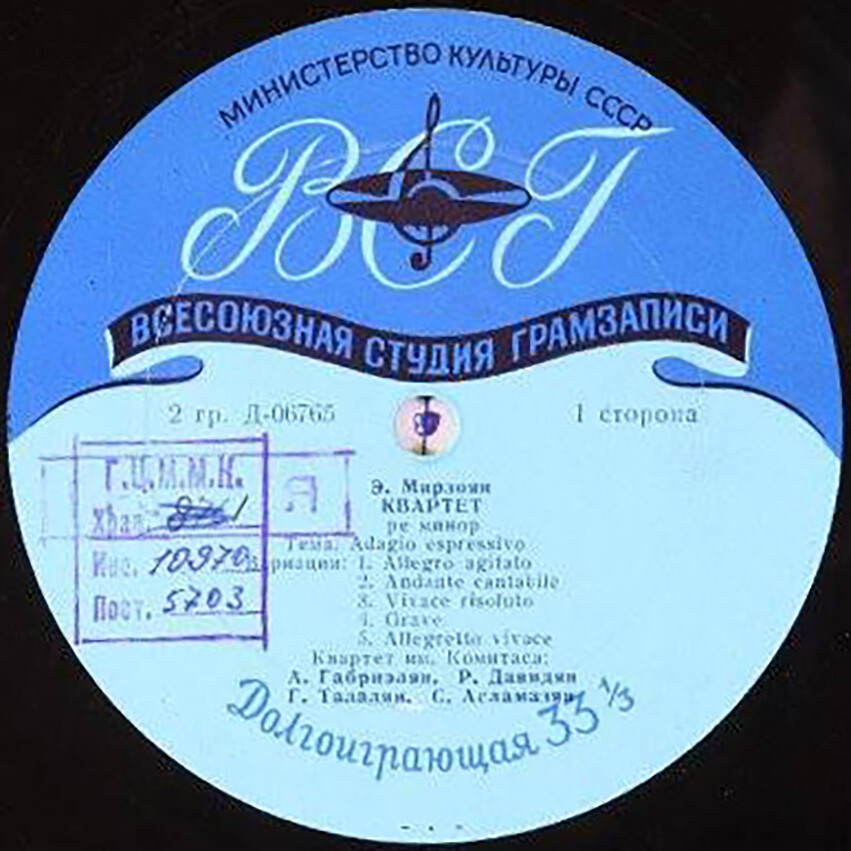 МИНИСТЕРСТВО КУЛЬТУРЫ СССР
ВСГ
ВСЕСОЮЗНАЯ СТУДИЯ ГРАМЗАПИСИ
2 гр. Д-06765
1 сторона
Г.Ц.М.М.К.
Я
Инв. 10970
Пост. 5703
Э. Мирзоян
КВАРТЕТ
ре минор
Тема: Adagio espressivo
Вариации: 1. Allegro agitato
2. Andante cantabile
3. Vivace risoluto
4. Grave
5. Allegretto vivace
Квартет им. Комитаса:
А. Габриэлян, Р. Давидян
Г. Талалян, С. Асламазян
Долгоиграющая 33 1/3